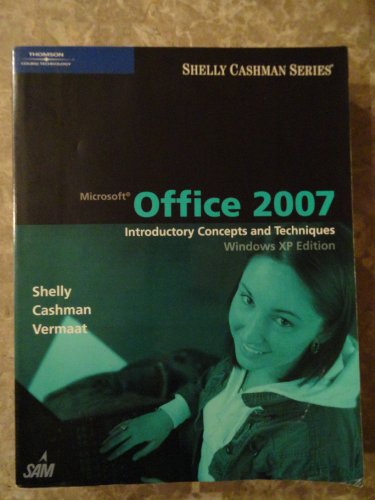 THOMSON
COURSE TECHNOLOGY
SHELLY CASHMAN SERIES®
Microsoft® Office 2007
Introductory Concepts and Techniques
Windows XP Edition
Shelly
Cashman
Vermaat
SAM